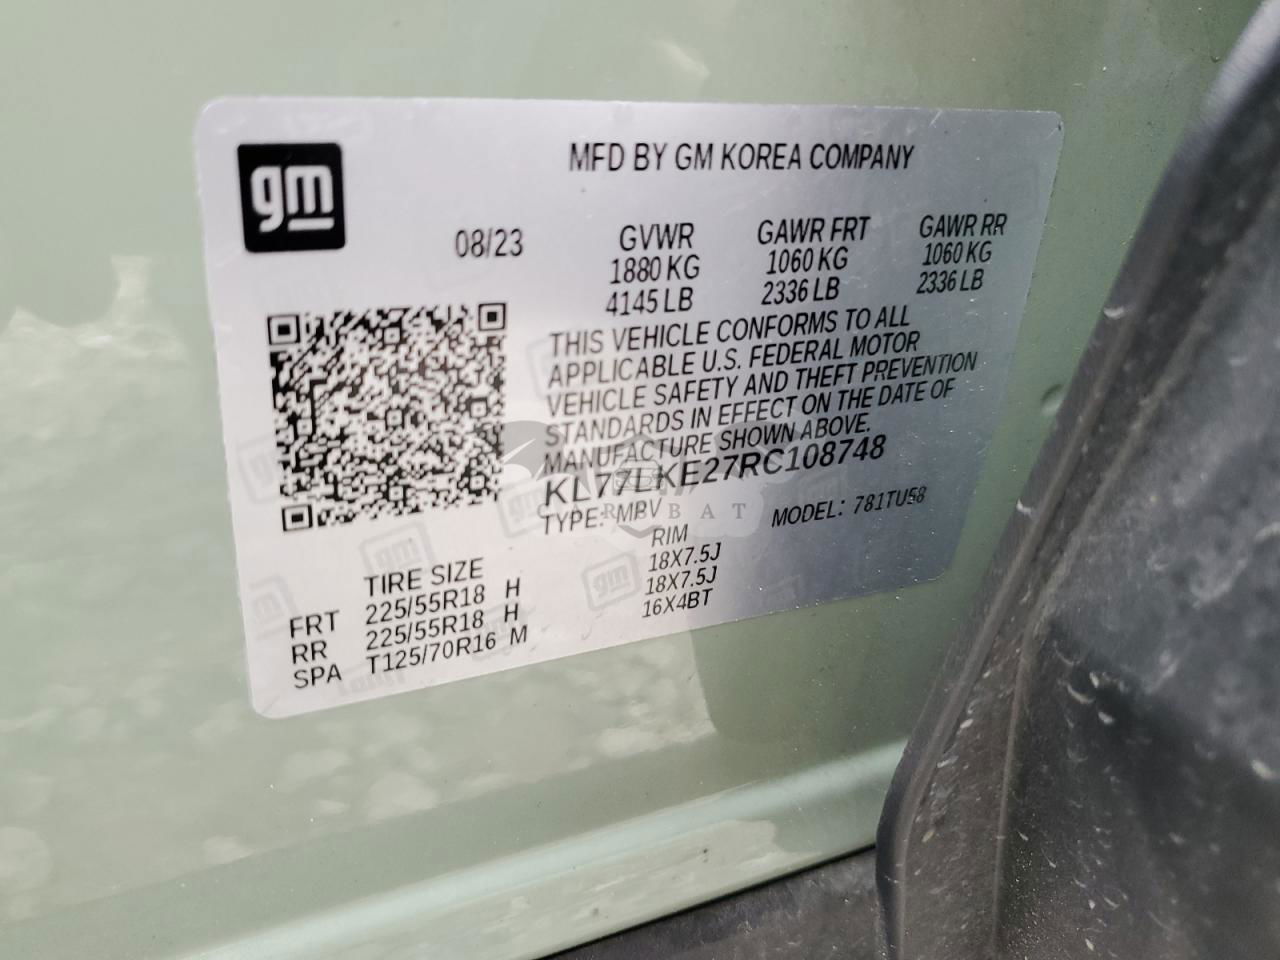 gm
MFD BY GM KOREA COMPANY
08/23
GVWR GAWR FRT GAWR RR
1880 KG 1060 KG 1060 KG
4145 LB 2336 LB 2336 LB
THIS VEHICLE CONFORMS TO ALL
APPLICABLE U.S. FEDERAL MOTOR
VEHICLE SAFETY AND THEFT PREVENTION
STANDARDS IN EFFECT ON THE DATE OF
MANUFACTURE SHOWN ABOVE.
KL77LKE27RC108748
TYPE: MPV MODEL: 781TU58
TIRE SIZE RIM
FRT 225/55R18 H 18X7.5J
RR 225/55R18 H 18X7.5J
SPA T125/70R16 M 16X4BT